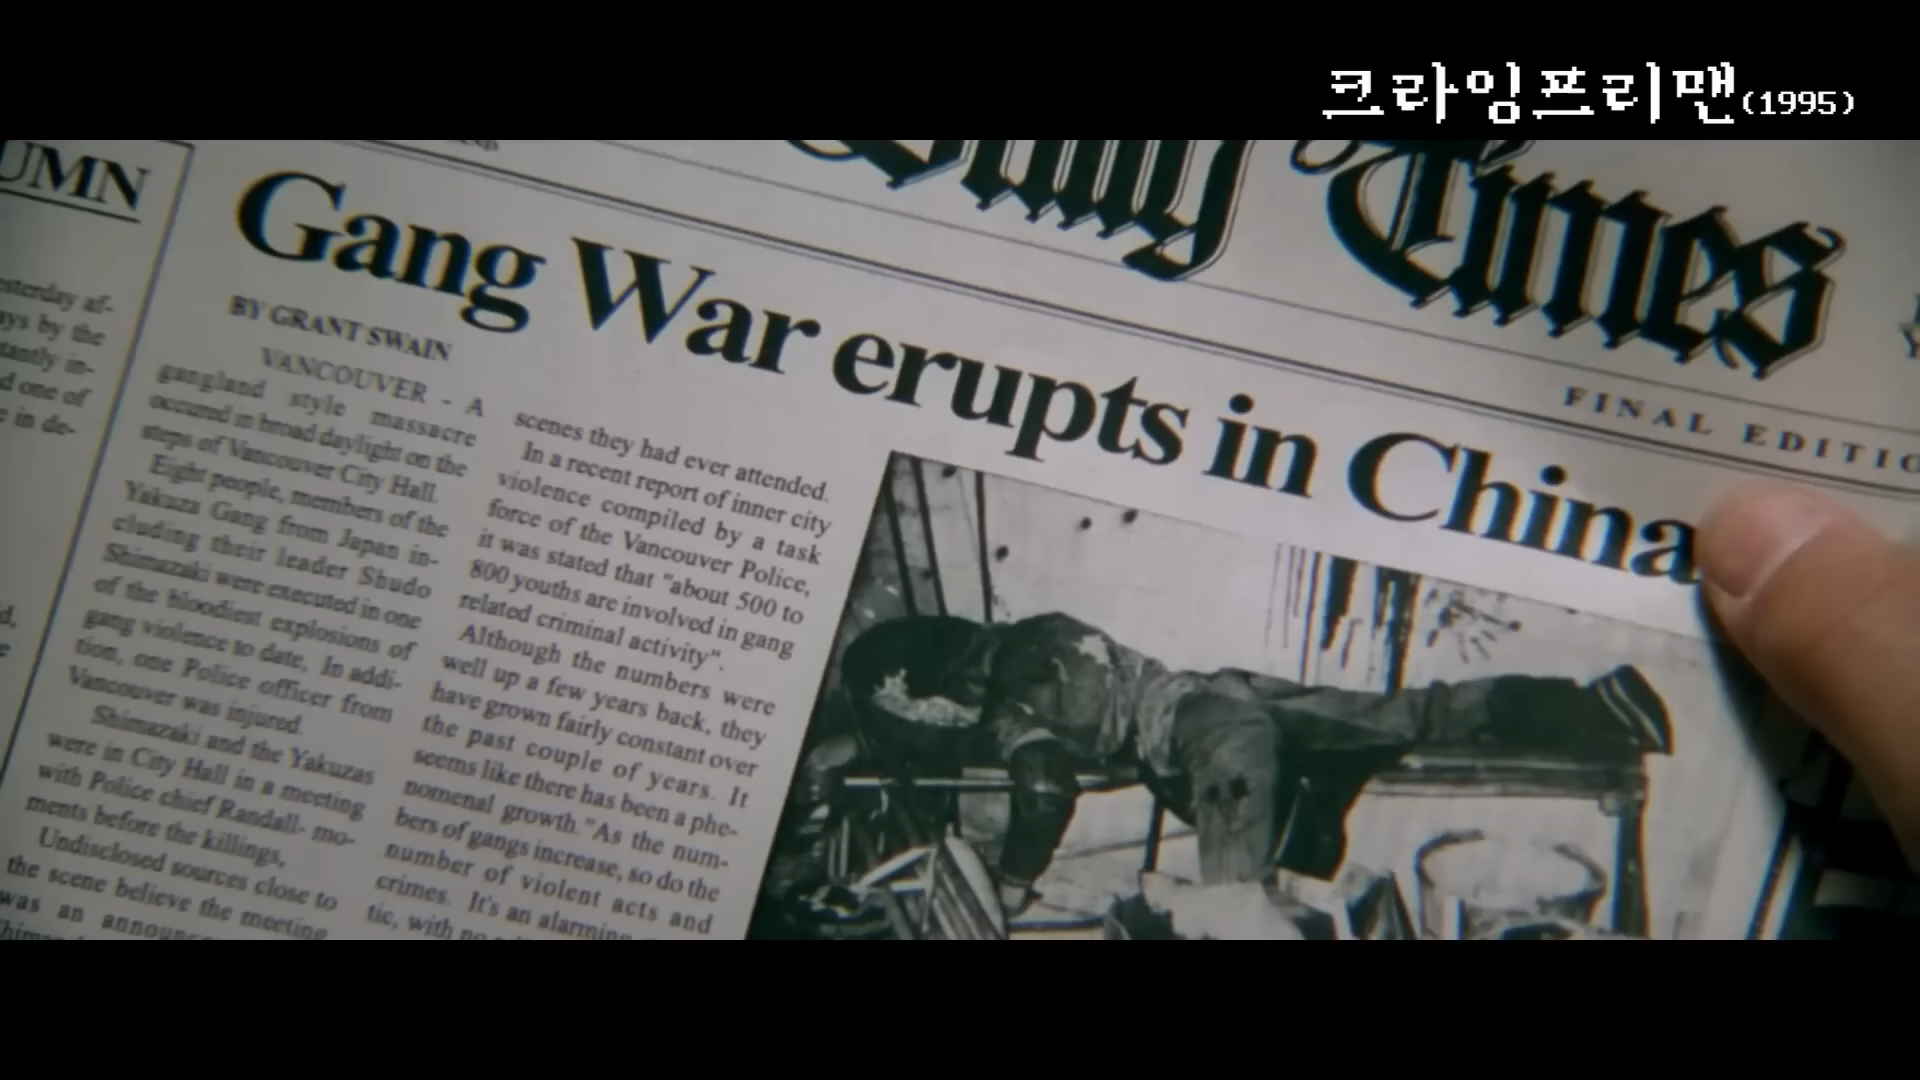 크라잉프리맨(1995)
Daily Times
FINAL EDITIO
UMN
Gang War erupts in China
esterday af-
ays by the
tantly in-
d one of
e in de-
BY GRANT SWAIN
VANCOUVER - A
gangland style massacre
occured in broad daylight on the
steps of Vancouver City Hall.
Eight people, members of the
Yakuza Gang from Japan in-
cluding their leader Shudo
Shimazaki were executed in one
of the bloodiest explosions of
gang violence to date. In addi-
tion, one Police officer from
Vancouver was injured.
Shimazaki and the Yakuzas
were in City Hall in a meeting
with Police chief Randall- mo-
ments before the killings,
Undisclosed sources close to
the scene believe the meeting
was an announc
scenes they had ever attended.
In a recent report of inner city
violence compiled by a task
force of the Vancouver Police,
it was stated that "about 500 to
800 youths are involved in gang
related criminal activity".
Although the numbers were
well up a few years back, they
have grown fairly constant over
the past couple of years. It
seems like there has been a phe-
nomenal growth."As the num-
bers of gangs increase, so do the
number of violent acts and
crimes. It's an alarming
tic, with no